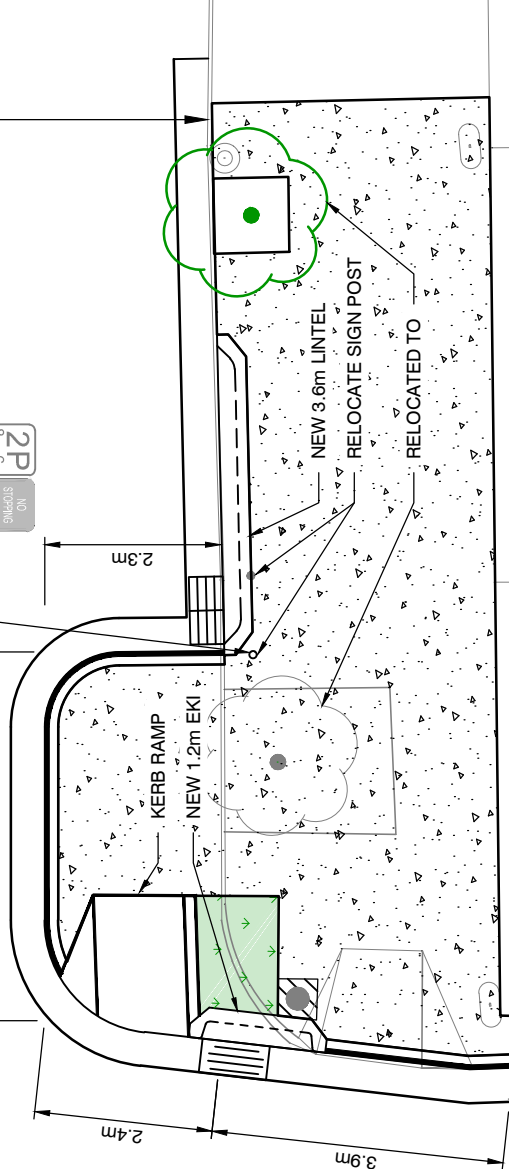 NEW 3.6m LINTEL
RELOCATE SIGN POST
RELOCATED TO
2P
NO
STOPPING
2.3m
KERB RAMP
NEW 1.2m EKI
2.4m
3.9m